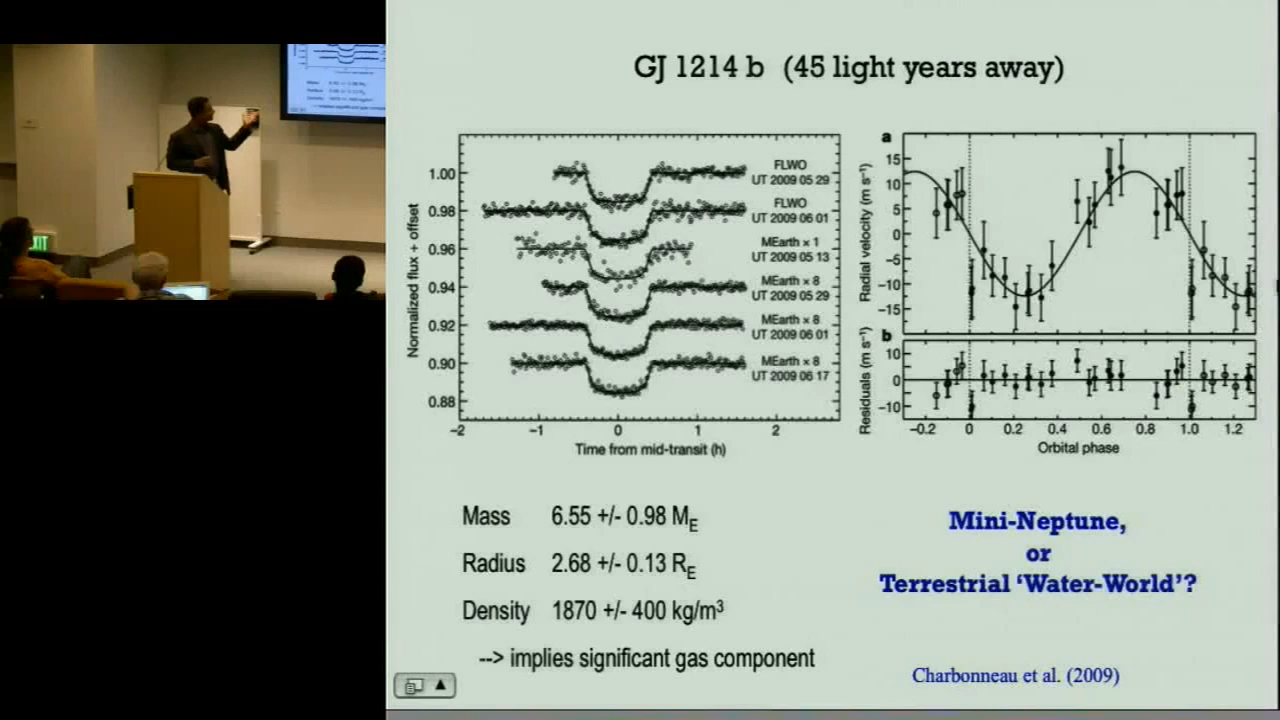 GJ 1214 b (45 light years away)
Normalized flux + offset
1.00
0.98
0.96
0.94
0.92
0.90
0.88
FLWO
UT 2009 05 29
FLWO
UT 2009 06 01
MEarth × 1
UT 2009 05 13
MEarth × 8
UT 2009 05 29
MEarth × 8
UT 2009 06 01
MEarth × 8
UT 2009 06 17
−2 −1 0 1 2
Time from mid-transit (h)
a
Radial velocity (m s⁻¹)
15
10
5
0
−5
−10
−15
b
Residuals (m s⁻¹)
10
0
−10
−0.2 0 0.2 0.4 0.6 0.8 1.0 1.2
Orbital phase
Mass 6.55 +/- 0.98 M_E
Radius 2.68 +/- 0.13 R_E
Density 1870 +/- 400 kg/m³
--> implies significant gas component
Mini-Neptune,
or
Terrestrial ‘Water-World’?
Charbonneau et al. (2009)